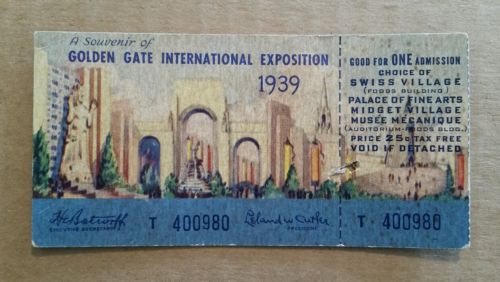 A Souvenir of
GOLDEN GATE INTERNATIONAL EXPOSITION
1939
GOOD FOR ONE ADMISSION
CHOICE OF
SWISS VILLAGE
(FOODS BUILDING)
PALACE OF FINE ARTS
MIDGET VILLAGE
MUSÉE MÉCANIQUE
(AUDITORIUM-FOODS BLDG.)
PRICE 25¢ TAX FREE
VOID IF DETACHED
EXECUTIVE SECRETARY
T 400980
Leland W Cutler
PRESIDENT
T · 400980